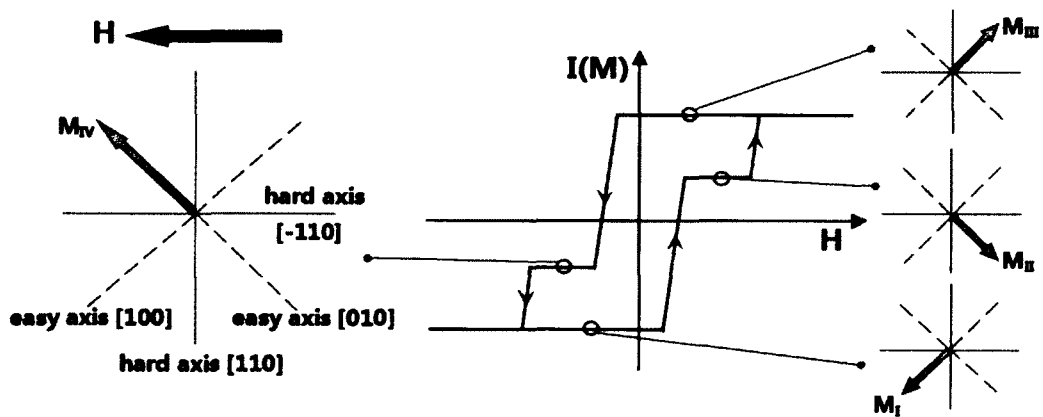 H
M_IV
hard axis
[-110]
easy axis [100]
easy axis [010]
hard axis [110]
I(M)
H
M_III
M_II
M_I